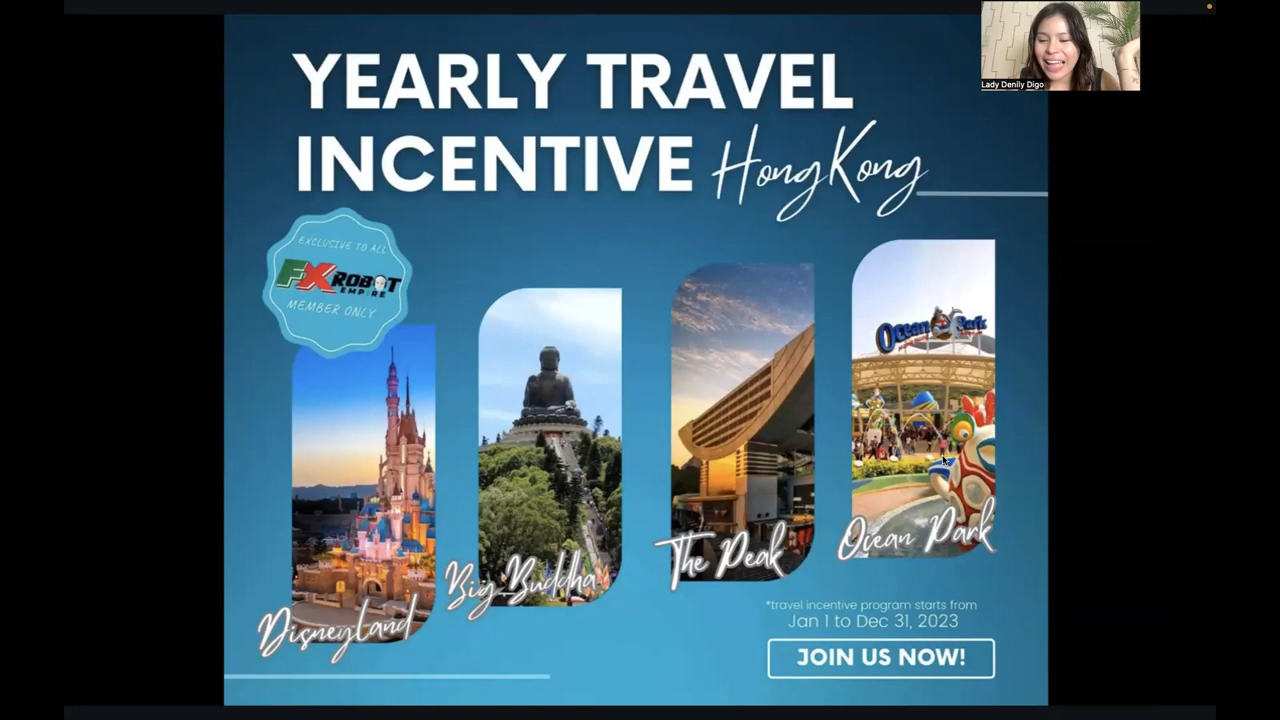 YEARLY TRAVEL
INCENTIVE HongKong
Lady Denily Digo
EXCLUSIVE TO ALL
FX ROBOT
EMPIRE
MEMBER ONLY
Ocean Park
Disneyland
Big Buddha
The Peak
Ocean Park
*travel incentive program starts from
Jan 1 to Dec 31, 2023
JOIN US NOW!